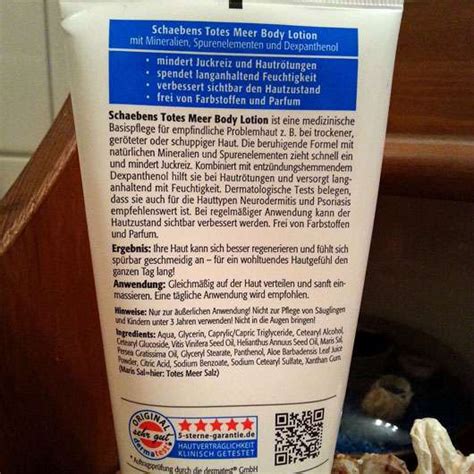 Schaebens Totes Meer Body Lotion
mit Mineralien, Spurenelementen und Dexpanthenol
• mindert Juckreiz und Hautrötungen
• spendet langanhaltend Feuchtigkeit
• verbessert sichtbar den Hautzustand
• frei von Farbstoffen und Parfum
Schaebens Totes Meer Body Lotion ist eine medizinische
Basispflege für empfindliche Problemhaut z. B. bei trockener,
geröteter oder schuppiger Haut. Die beruhigende Formel mit
natürlichen Mineralien und Spurenelementen zieht schnell ein
und mindert Juckreiz. Kombiniert mit entzündungshemmendem
Dexpanthenol hilft sie bei Hautrötungen und versorgt lang-
anhaltend mit Feuchtigkeit. Dermatologische Tests belegen,
dass sie auch für die Hauttypen Neurodermitis und Psoriasis
empfehlenswert ist. Bei regelmäßiger Anwendung kann der
Hautzustand sichtbar verbessert werden. Frei von Farbstoffen
und Parfum.
Ergebnis: Ihre Haut kann sich besser regenerieren und fühlt sich
spürbar geschmeidig an – für ein wohltuendes Hautgefühl den
ganzen Tag lang!
Anwendung: Gleichmäßig auf der Haut verteilen und sanft ein-
massieren. Eine tägliche Anwendung wird empfohlen.
Hinweise: Nur zur äußerlichen Anwendung! Nicht zur Pflege von Säuglingen
und Kindern unter 3 Jahren verwenden! Nicht in die Augen bringen!
Ingredients: Aqua, Glycerin, Caprylic/Capric Triglyceride, Cetearyl Alcohol,
Cetearyl Glucoside, Vitis Vinifera Seed Oil, Helianthus Annuus Seed Oil, Maris Sal,
Persea Gratissima Oil, Glyceryl Stearate, Panthenol, Aloe Barbadensis Leaf Juice
Powder, Citric Acid, Sodium Benzoate, Sodium Cetearyl Sulfate, Xanthan Gum.
(Maris Sal=hier: Totes Meer Salz)
ORIGINAL
sehr gut
dermatest
5-sterne-garantie.de
HAUTVERTRÄGLICHKEIT
KLINISCH GETESTET
durch die dermatest® GmbH